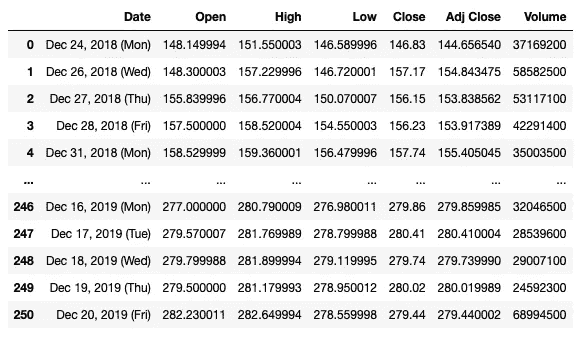 Date Open High Low Close Adj Close Volume
0 Dec 24, 2018 (Mon) 148.149994 151.550003 146.589996 146.83 144.656540 37169200
1 Dec 26, 2018 (Wed) 148.300003 157.229996 146.720001 157.17 154.843475 58582500
2 Dec 27, 2018 (Thu) 155.839996 156.770004 150.070007 156.15 153.838562 53117100
3 Dec 28, 2018 (Fri) 157.500000 158.520004 154.550003 156.23 153.917389 42291400
4 Dec 31, 2018 (Mon) 158.529999 159.360001 156.479996 157.74 155.405045 35003500
... ... ... ... ... ... ... ...
246 Dec 16, 2019 (Mon) 277.000000 280.790009 276.980011 279.86 279.859985 32046500
247 Dec 17, 2019 (Tue) 279.570007 281.769989 278.799988 280.41 280.410004 28539600
248 Dec 18, 2019 (Wed) 279.799988 281.899994 279.119995 279.74 279.739990 29007100
249 Dec 19, 2019 (Thu) 279.500000 281.179993 278.950012 280.02 280.019989 24592300
250 Dec 20, 2019 (Fri) 282.230011 282.649994 278.559998 279.44 279.440002 68994500